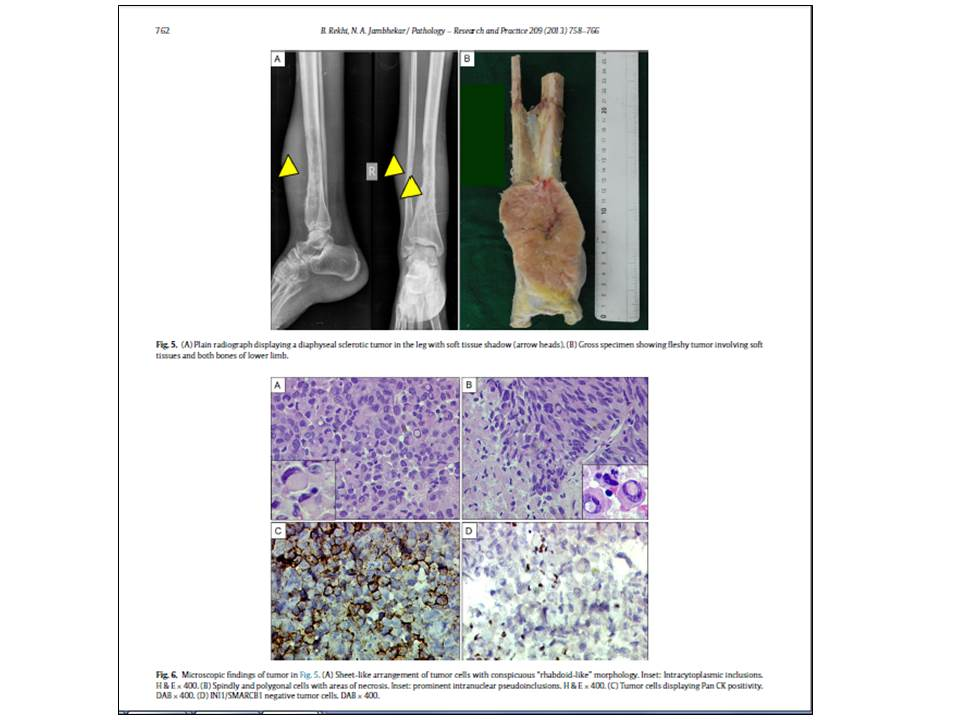 762
B. Rekhi, N. A. Jambhekar / Pathology – Research and Practice 209 (2013) 758–766
A
B
R
Fig. 5. (A) Plain radiograph displaying a diaphyseal sclerotic tumor in the leg with soft tissue shadow (arrow heads). (B) Gross specimen showing fleshy tumor involving soft
tissues and both bones of lower limb.
A
B
C
D
Fig. 6. Microscopic findings of tumor in Fig. 5. (A) Sheet-like arrangement of tumor cells with conspicuous "rhabdoid-like" morphology. Inset: Intracytoplasmic inclusions.
H & E × 400. (B) Spindly and polygonal cells with areas of necrosis. Inset: prominent intranuclear pseudoinclusions. H & E × 400. (C) Tumor cells displaying Pan CK positivity.
DAB × 400. (D) INI1/SMARCB1 negative tumor cells. DAB × 400.